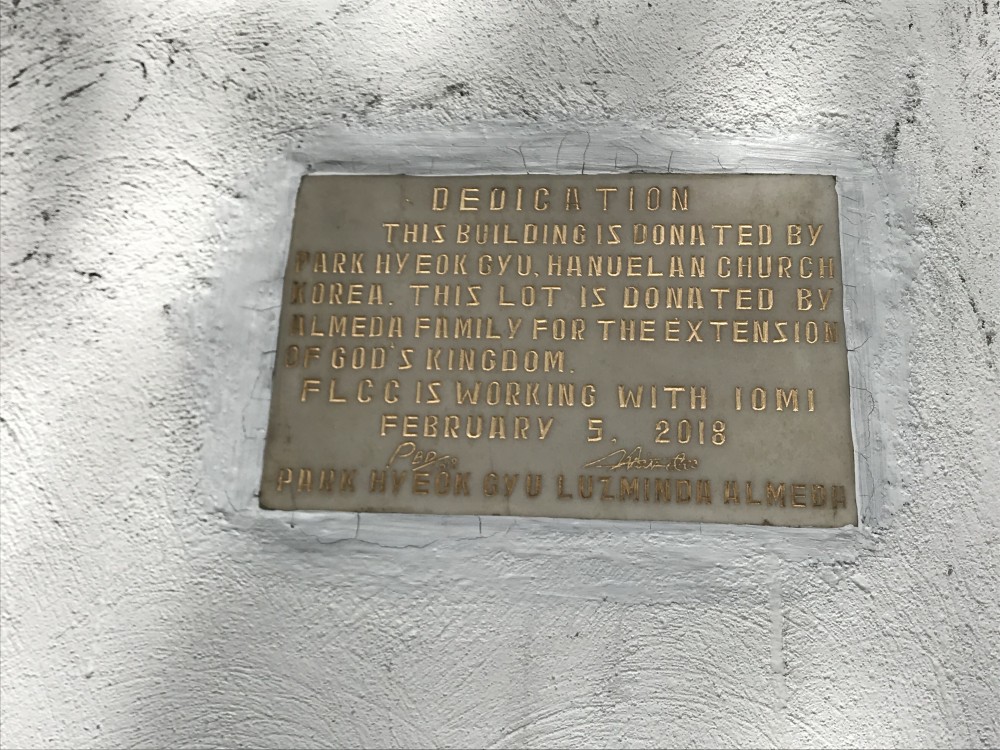 DEDICATION
THIS BUILDING IS DONATED BY
PARK HYEOK GYU, HANUELAN CHURCH
KOREA. THIS LOT IS DONATED BY
ALMEDA FAMILY FOR THE EXTENSION
OF GOD'S KINGDOM.
FLCC IS WORKING WITH IOMI
FEBRUARY 5, 2018
PARK HYEOK GYU LUZMINDA ALMEDA